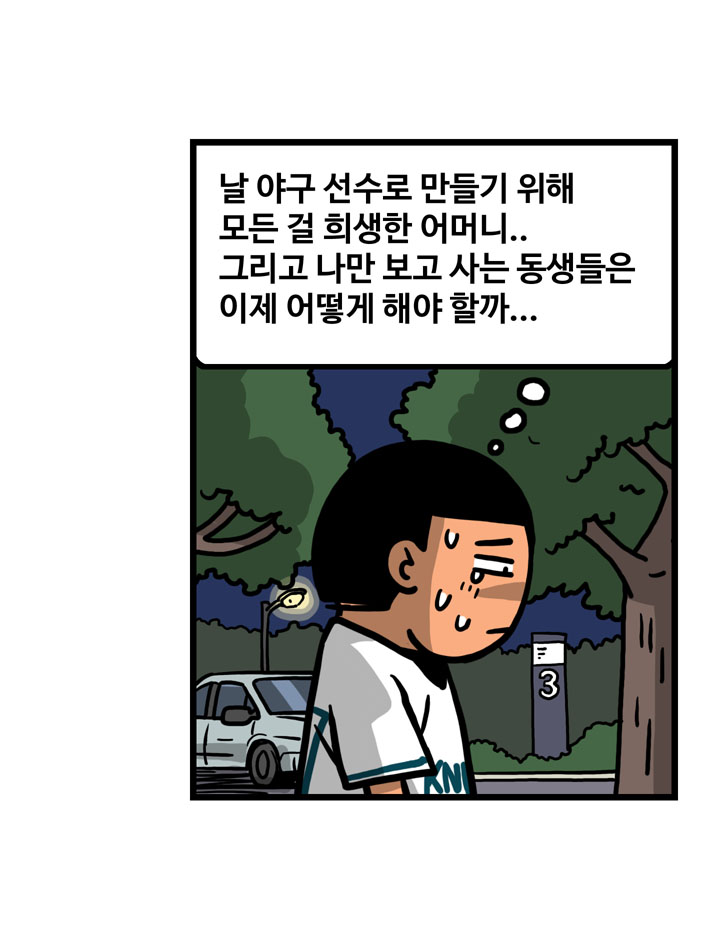 날 야구 선수로 만들기 위해
모든 걸 희생한 어머니..
그리고 나만 보고 사는 동생들은
이제 어떻게 해야 할까...
3
KNI